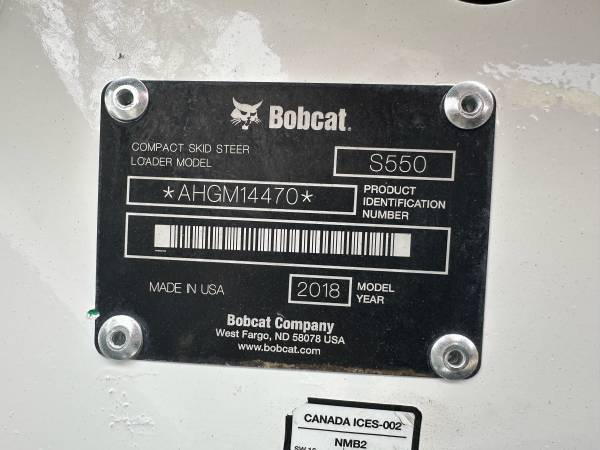 Bobcat.
COMPACT SKID STEER
LOADER MODEL
S550
*AHGM14470*
PRODUCT
IDENTIFICATION
NUMBER
MADE IN USA
2018
MODEL
YEAR
Bobcat Company
West Fargo, ND 58078 USA
www.bobcat.com
CANADA ICES-002
NMB2